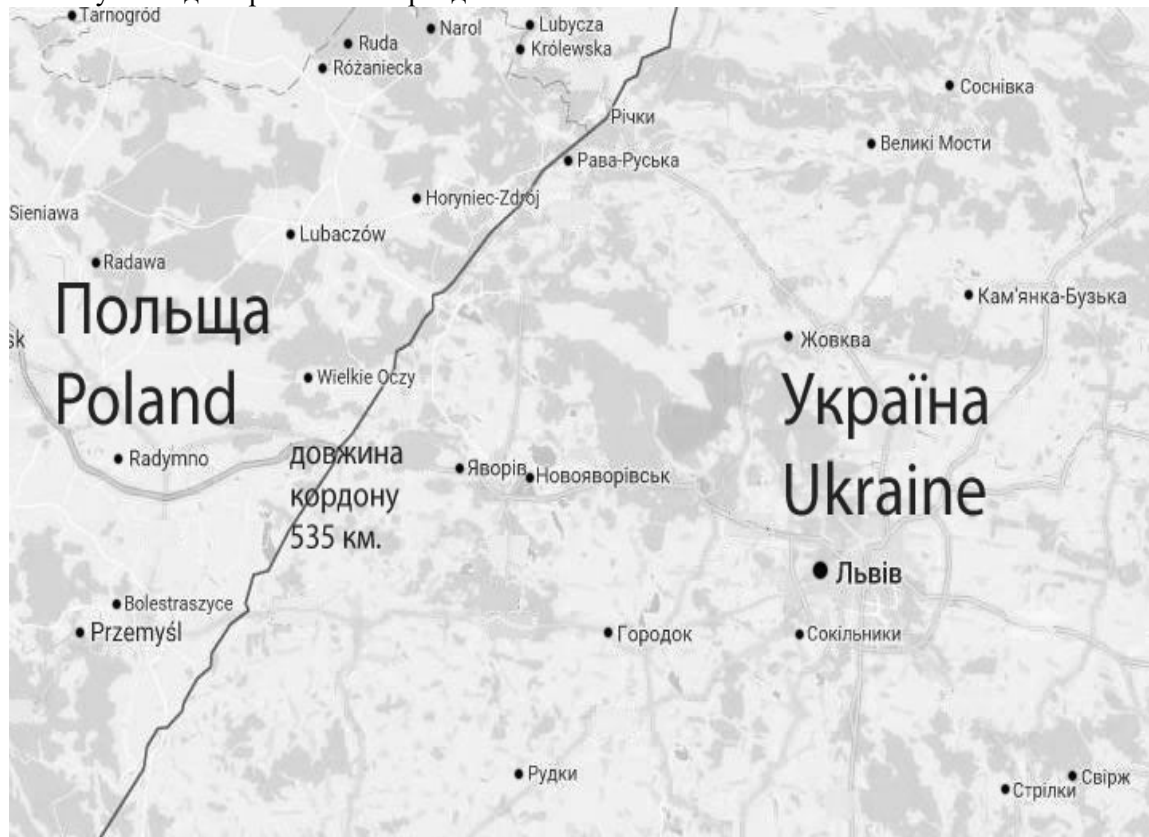 Tarnogród
Narol
Lubycza
Królewska
Ruda
Różaniecka
Соснівка
Річки
Великі Мости
Рава-Руська
Horyniec-Zdrój
Sieniawa
Lubaczów
Radawa
Польща
Poland
Кам'янка-Бузька
Жовква
sk
Wielkie Oczy
Україна
Ukraine
Radymno
довжина
кордону
535 км.
Яворів
Новояворівськ
Львів
Bolestraszyce
Przemyśl
Городок
Сокільники
Рудки
Свірж
Стрілки